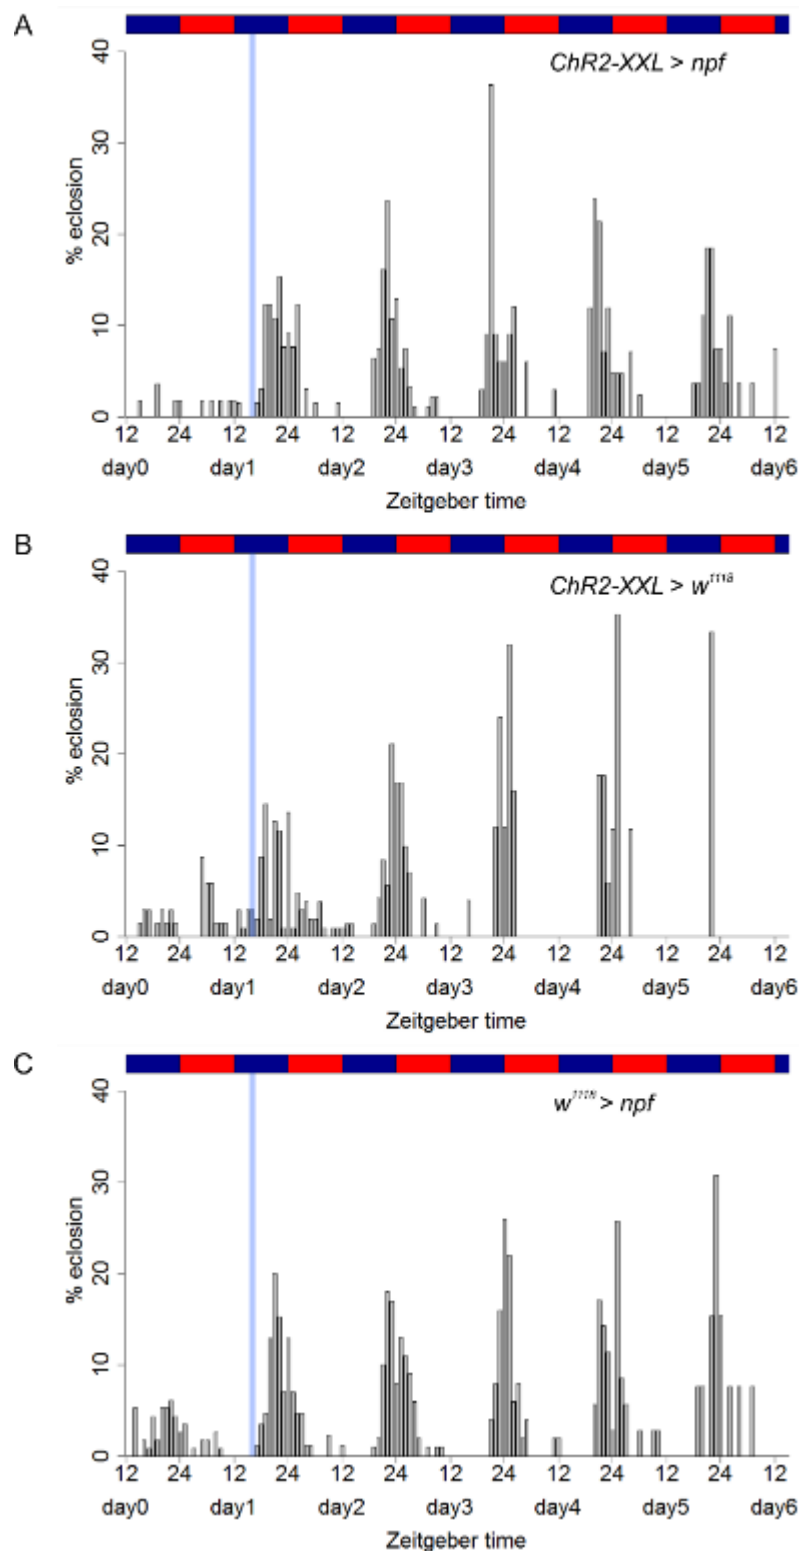 A
ChR2-XXL > npf
40
30
20
10
0
% eclosion
12 24 12 24 12 24 12 24 12 24 12 24 12
day0 day1 day2 day3 day4 day5 day6
Zeitgeber time
B
ChR2-XXL > w¹¹¹⁸
40
30
20
10
0
% eclosion
12 24 12 24 12 24 12 24 12 24 12 24 12
day0 day1 day2 day3 day4 day5 day6
Zeitgeber time
C
w¹¹¹⁸ > npf
40
30
20
10
0
% eclosion
12 24 12 24 12 24 12 24 12 24 12 24 12
day0 day1 day2 day3 day4 day5 day6
Zeitgeber time